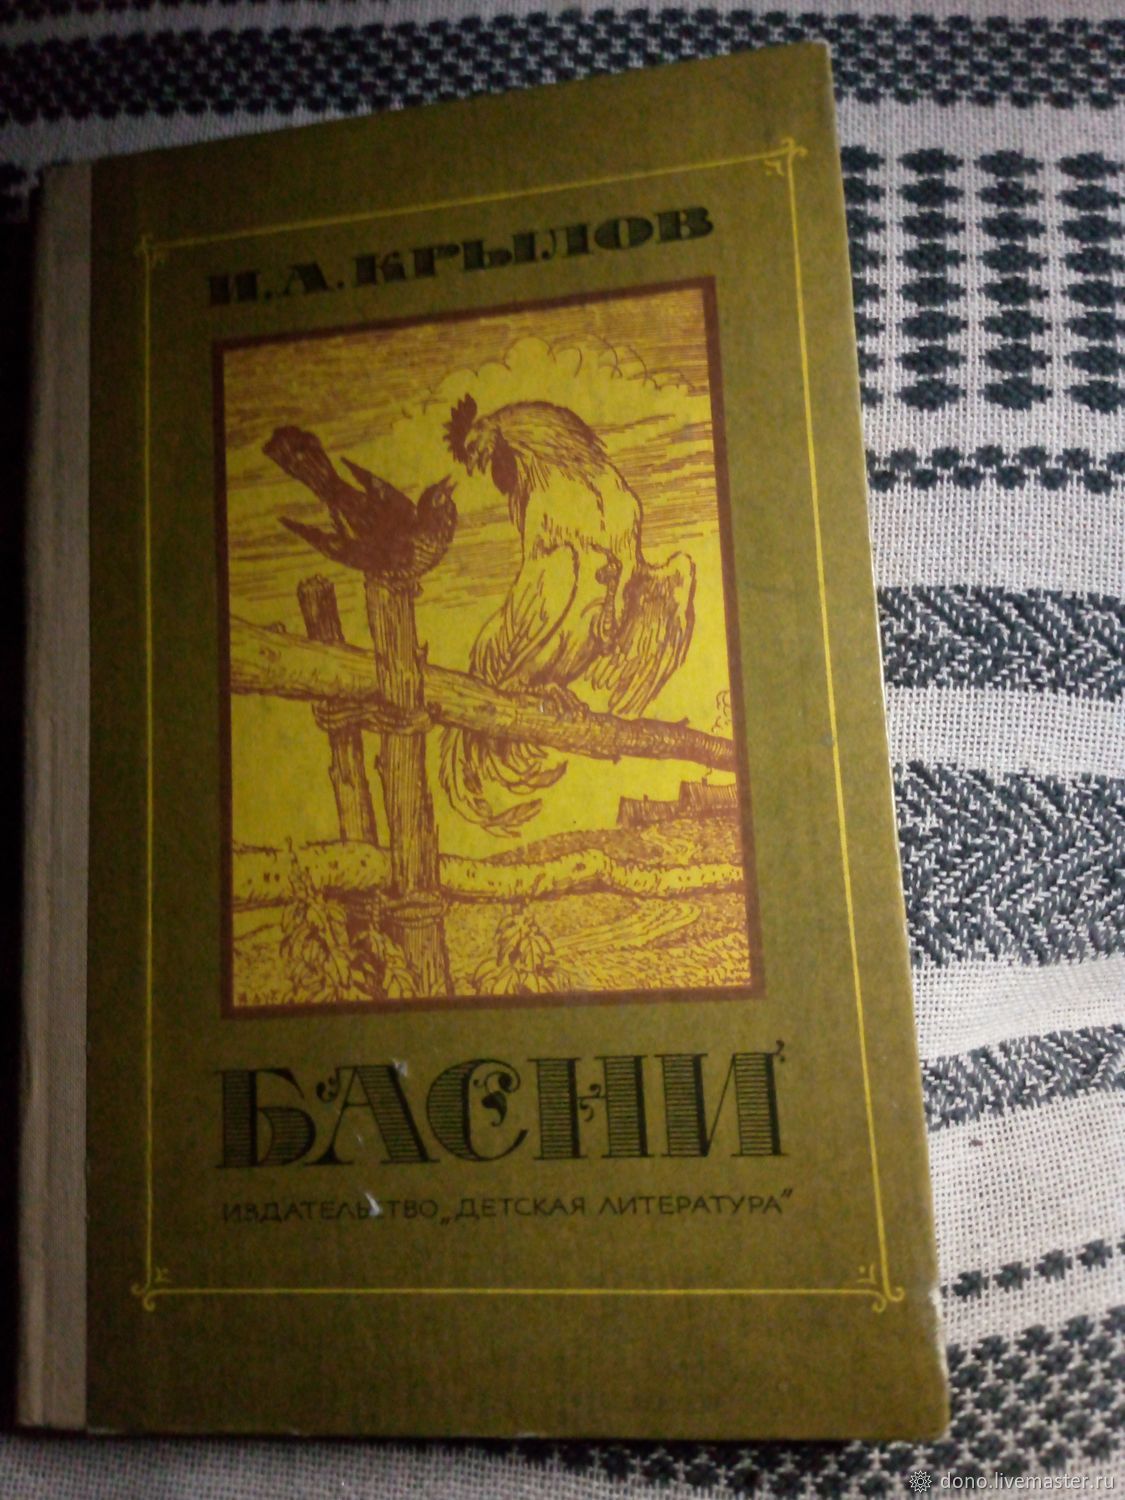 И.А.КРЫЛОВ
БАСНИ
ИЗДАТЕЛЬСТВО „ДЕТСКАЯ ЛИТЕРАТУРА"
dono.livemaster.ru